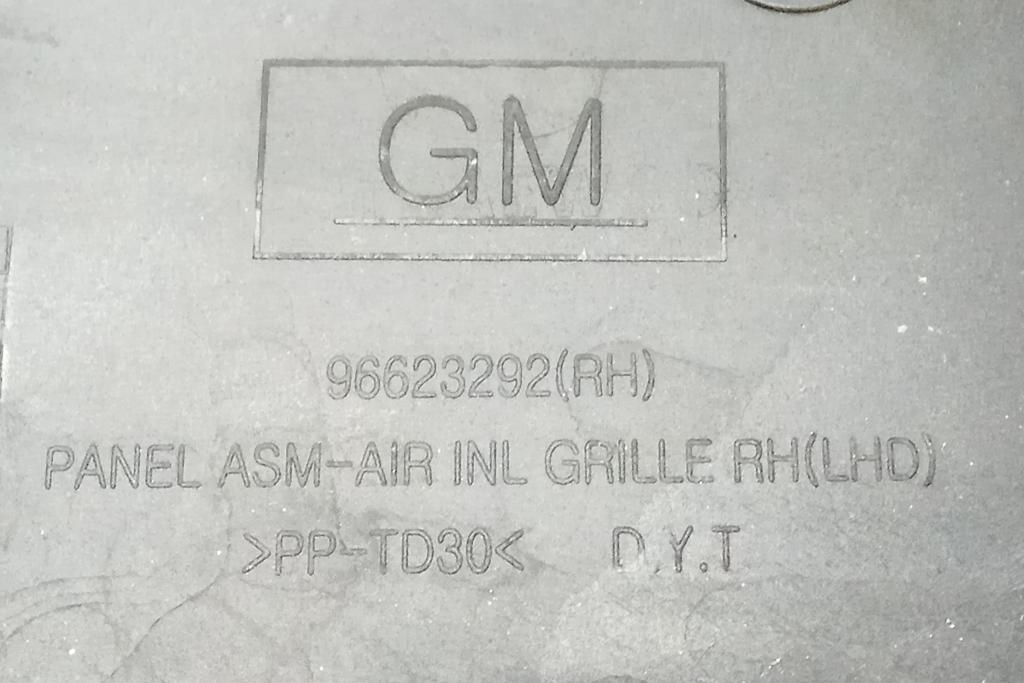 GM
96623292(RH)
PANEL ASM-AIR INL GRILLE RH(LHD)
>PP-TD30< D.Y.T